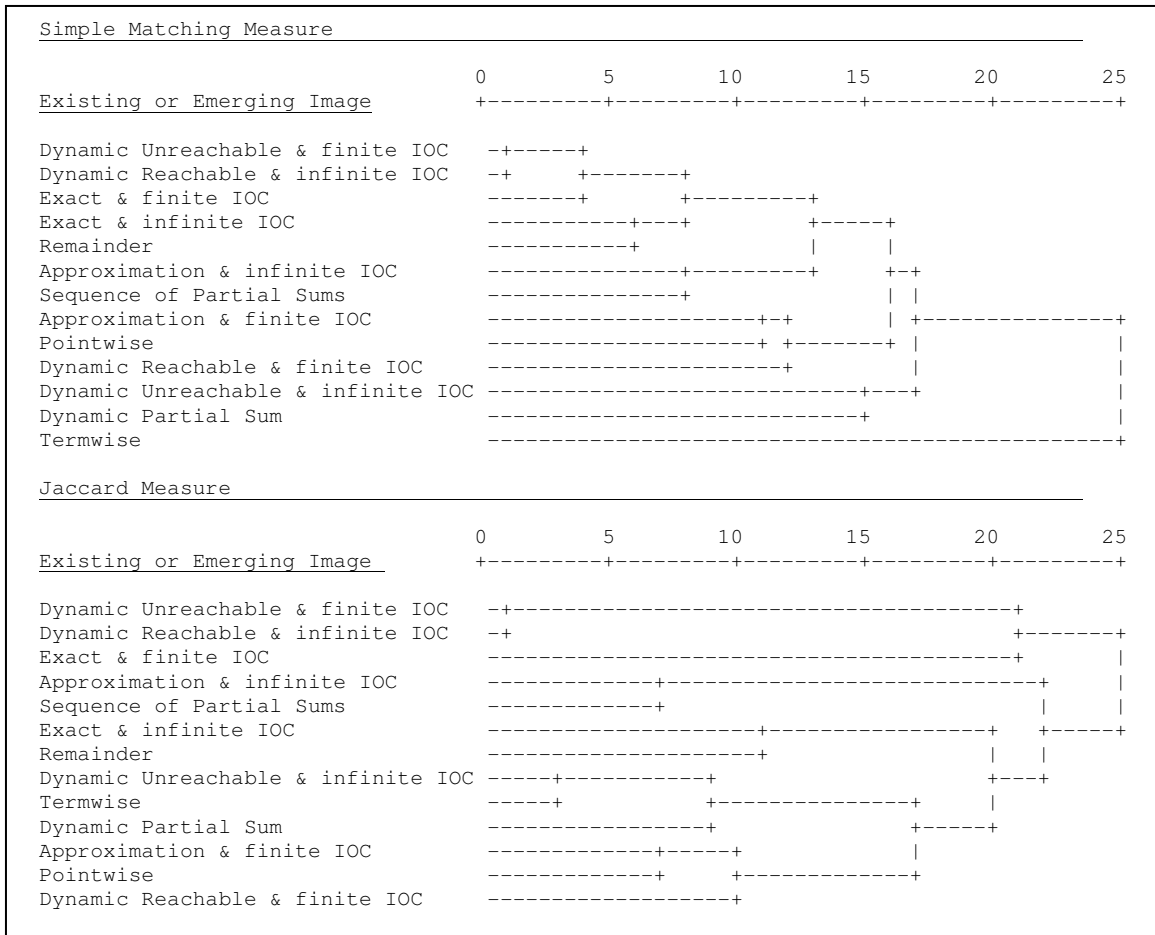 Simple Matching Measure
                                    0         5        10        15        20        25
Existing or Emerging Image          +---------+---------+---------+---------+---------+
Dynamic Unreachable & finite IOC    -+-----+
Dynamic Reachable & infinite IOC    -+     +-------+
Exact & finite IOC                  -------+       +---------+
Exact & infinite IOC                -----------+---+         +-----+
Remainder                           -----------+             |     |
Approximation & infinite IOC        ---------------+---------+     +-+
Sequence of Partial Sums            ---------------+               | |
Approximation & finite IOC          ---------------------+-+       | +---------------+
Pointwise                           ---------------------+ +-------+ |               |
Dynamic Reachable & finite IOC      -----------------------+         |               |
Dynamic Unreachable & infinite IOC -----------------------------+---+               |
Dynamic Partial Sum                 -----------------------------+                   |
Termwise                            -------------------------------------------------+
Jaccard Measure
                                    0         5        10        15        20        25
Existing or Emerging Image          +---------+---------+---------+---------+---------+
Dynamic Unreachable & finite IOC    -+---------------------------------------+
Dynamic Reachable & infinite IOC    -+                                       +-------+
Exact & finite IOC                  -----------------------------------------+       |
Approximation & infinite IOC        -------------+-----------------------------+     |
Sequence of Partial Sums            -------------+                             |     |
Exact & infinite IOC                ---------------------+-----------------+   +-----+
Remainder                           ---------------------+                 |   |
Dynamic Unreachable & infinite IOC -----+-----------+                     +---+
Termwise                            -----+           +---------------+     |
Dynamic Partial Sum                 -----------------+               +-----+
Approximation & finite IOC          -------------+-----+             |
Pointwise                           -------------+     +-------------+
Dynamic Reachable & finite IOC      -------------------+